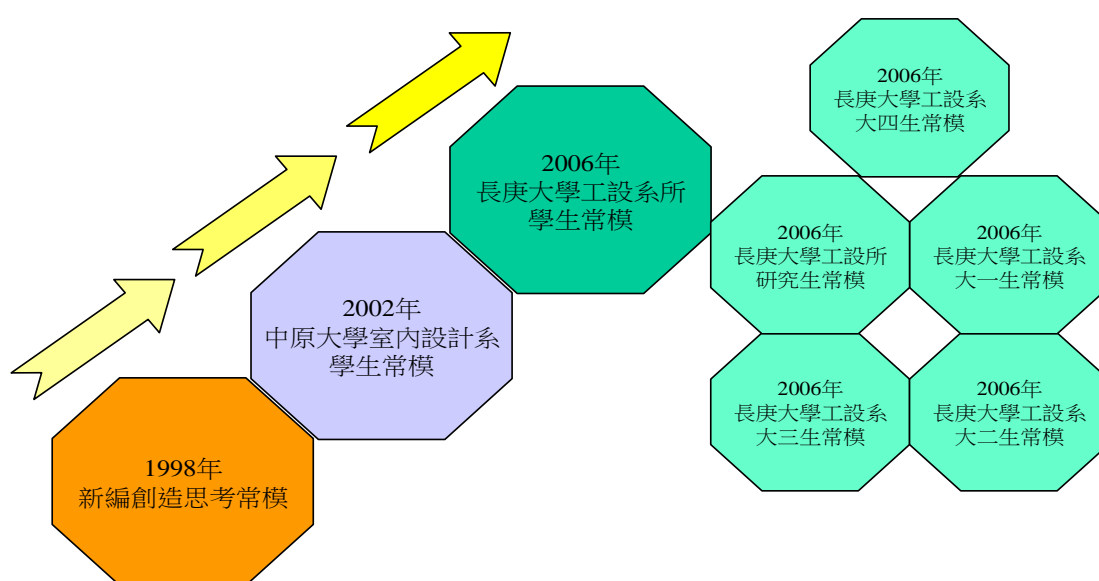 2006年
長庚大學工設系
大四生常模
2006年
長庚大學工設系所
學生常模
2006年
長庚大學工設所
研究生常模
2006年
長庚大學工設系
大一生常模
2002年
中原大學室內設計系
學生常模
2006年
長庚大學工設系
大三生常模
2006年
長庚大學工設系
大二生常模
1998年
新編創造思考常模